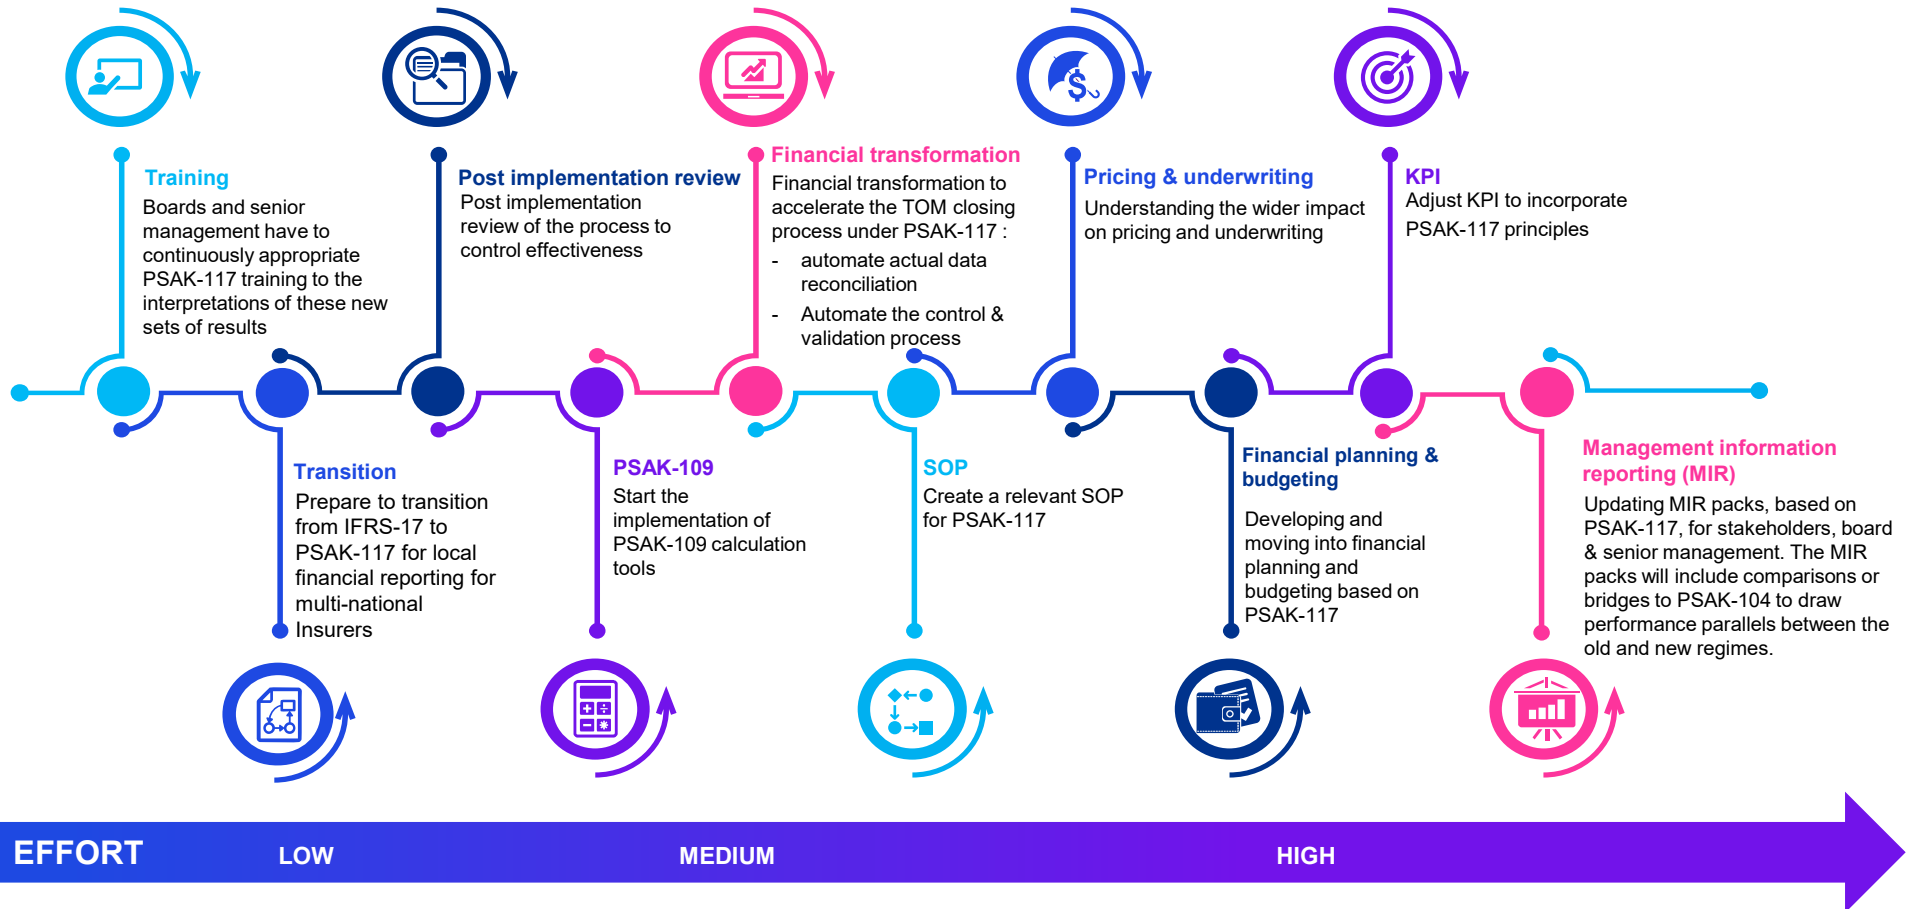 Training
Boards and senior
management have to
continuously appropriate
PSAK-117 training to the
interpretations of these new
sets of results
Post implementation review
Post implementation
review of the process to
control effectiveness
Financial transformation
Financial transformation to
accelerate the TOM closing
process under PSAK-117 :
- automate actual data
reconciliation
- Automate the control &
validation process
Pricing & underwriting
Understanding the wider impact
on pricing and underwriting
KPI
Adjust KPI to incorporate
PSAK-117 principles
Transition
Prepare to transition
from IFRS-17 to
PSAK-117 for local
financial reporting for
multi-national
Insurers
PSAK-109
Start the
implementation of
PSAK-109 calculation
tools
SOP
Create a relevant SOP
for PSAK-117
Financial planning &
budgeting
Developing and
moving into financial
planning and
budgeting based on
PSAK-117
Management information
reporting (MIR)
Updating MIR packs, based on
PSAK-117, for stakeholders, board
& senior management. The MIR
packs will include comparisons or
bridges to PSAK-104 to draw
performance parallels between the
old and new regimes.
EFFORT LOW MEDIUM HIGH